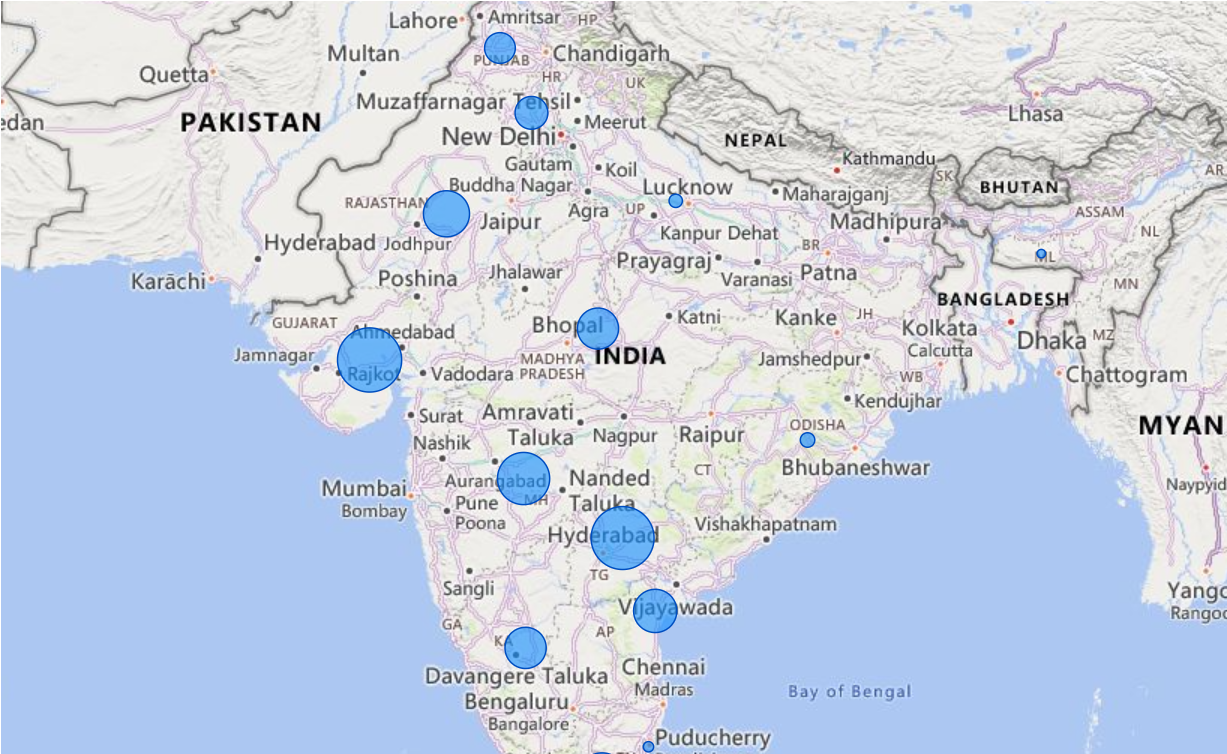 Lahore
Amritsar
HP
Multan
PUNJAB
Chandigarh
Quetta
HR
UK
Muzaffarnagar Tehsil
edan
PAKISTAN
Meerut
Lhasa
New Delhi
NEPAL
Gautam
Buddha Nagar
Koil
Kathmandu
SK
AR
BHUTAN
Lucknow
Maharajganj
RAJASTHAN
Jaipur
Agra
UP
Madhipura
ASSAM
NL
Hyderabad
Jodhpur
Kanpur Dehat
BR
Karāchi
Poshina
Jhalawar
Prayagraj
Varanasi
Patna
ML
MN
BANGLADESH
GUJARAT
Ahmedabad
Bhopal
Katni
Kanke
JH
Kolkata
Calcutta
Dhaka
MZ
Jamnagar
Rajkot
Vadodara
MADHYA
PRADESH
INDIA
Jamshedpur
WB
Chattogram
Surat
Amravati
Taluka
Nagpur
Raipur
Kendujhar
ODISHA
MYAN
Nashik
CT
Bhubaneshwar
Mumbai
Bombay
Aurangabad
MH
Nanded
Taluka
Naypyid
Pune
Poona
Hyderabad
Vishakhapatnam
Sangli
TG
Yango
Rangoo
Vijayawada
GA
KA
AP
Davangere Taluka
Chennai
Madras
Bay of Bengal
Bengaluru
Bangalore
Puducherry